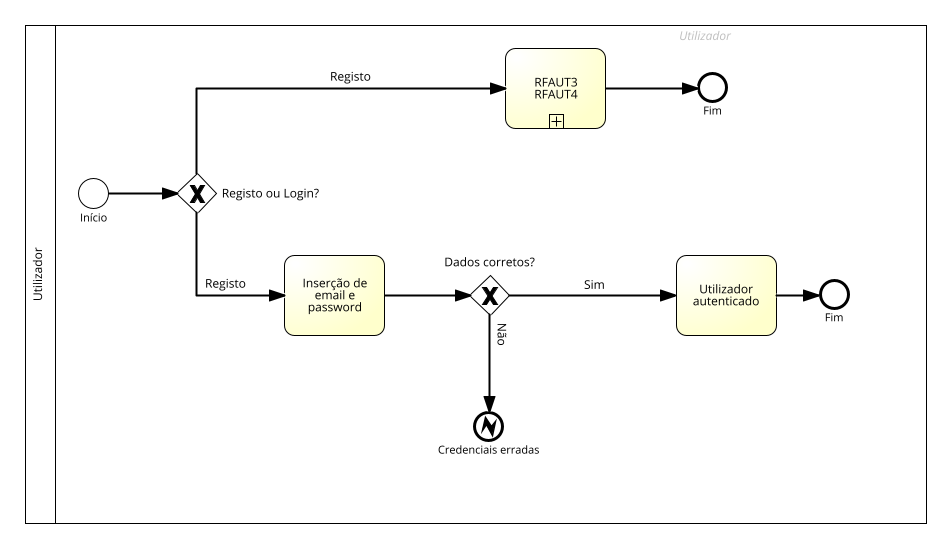 Utilizador
Registo
RFAUT3
RFAUT4
Fim
Início
Registo ou Login?
Utilizador
Registo
Inserção de
email e
password
Dados corretos?
Sim
Não
Utilizador
autenticado
Fim
Credenciais erradas